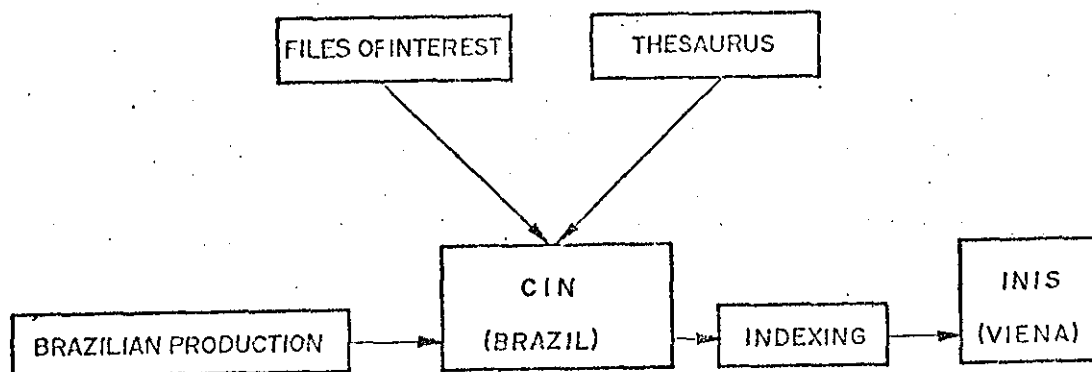 FILES OF INTEREST
THESAURUS
BRAZILIAN PRODUCTION
CIN
(BRAZIL)
INDEXING
INIS
(VIENA)